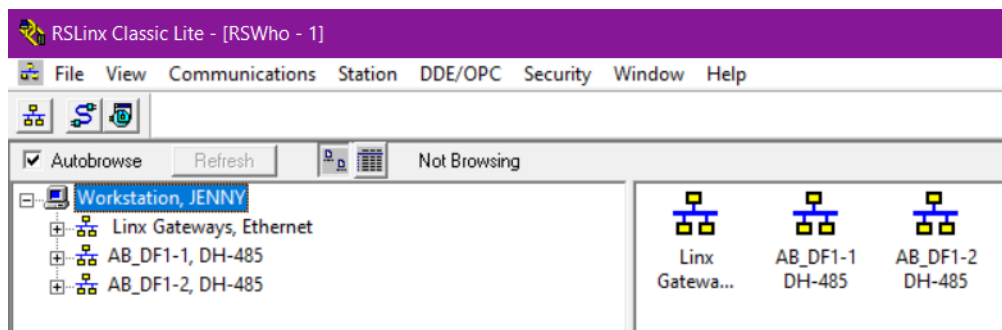 RSLinx Classic Lite - [RSWho - 1]
File View Communications Station DDE/OPC Security Window Help
Autobrowse Refresh Not Browsing
Workstation, JENNY
Linx Gateways, Ethernet
AB_DF1-1, DH-485
AB_DF1-2, DH-485
Linx
Gatewa...
AB_DF1-1
DH-485
AB_DF1-2
DH-485